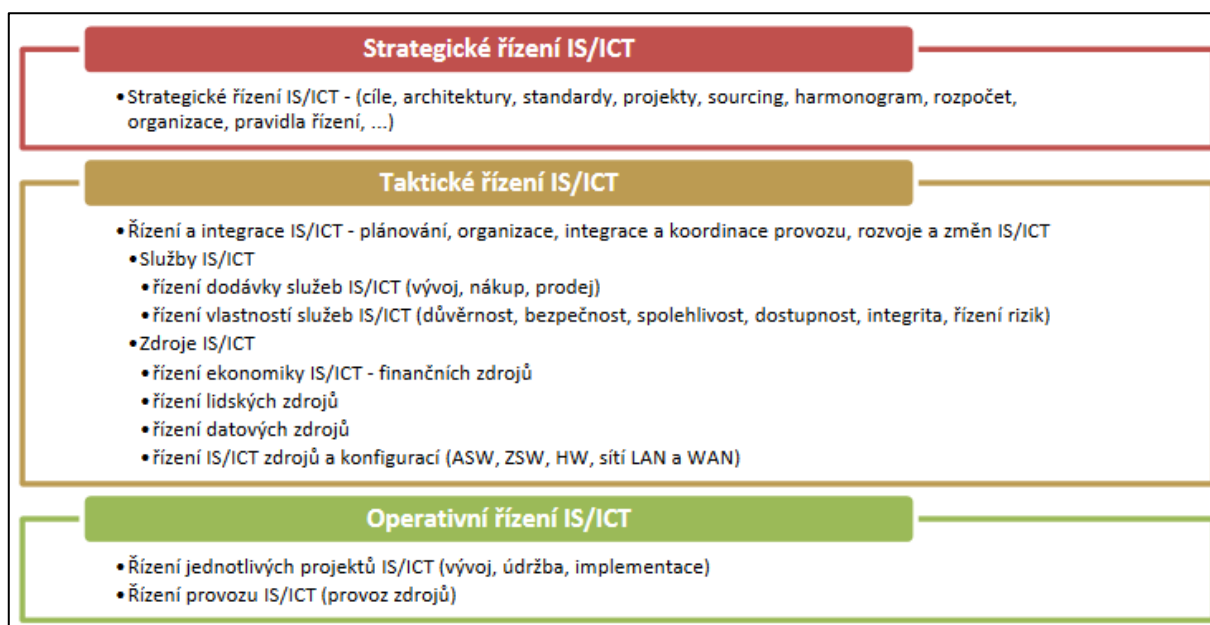 Strategické řízení IS/ICT
•Strategické řízení IS/ICT - (cíle, architektury, standardy, projekty, sourcing, harmonogram, rozpočet,
organizace, pravidla řízení, ...)
Taktické řízení IS/ICT
•Řízení a integrace IS/ICT - plánování, organizace, integrace a koordinace provozu, rozvoje a změn IS/ICT
•Služby IS/ICT
•řízení dodávky služeb IS/ICT (vývoj, nákup, prodej)
•řízení vlastností služeb IS/ICT (důvěrnost, bezpečnost, spolehlivost, dostupnost, integrita, řízení rizik)
•Zdroje IS/ICT
•řízení ekonomiky IS/ICT - finančních zdrojů
•řízení lidských zdrojů
•řízení datových zdrojů
•řízení IS/ICT zdrojů a konfigurací (ASW, ZSW, HW, sítí LAN a WAN)
Operativní řízení IS/ICT
•Řízení jednotlivých projektů IS/ICT (vývoj, údržba, implementace)
•Řízení provozu IS/ICT (provoz zdrojů)